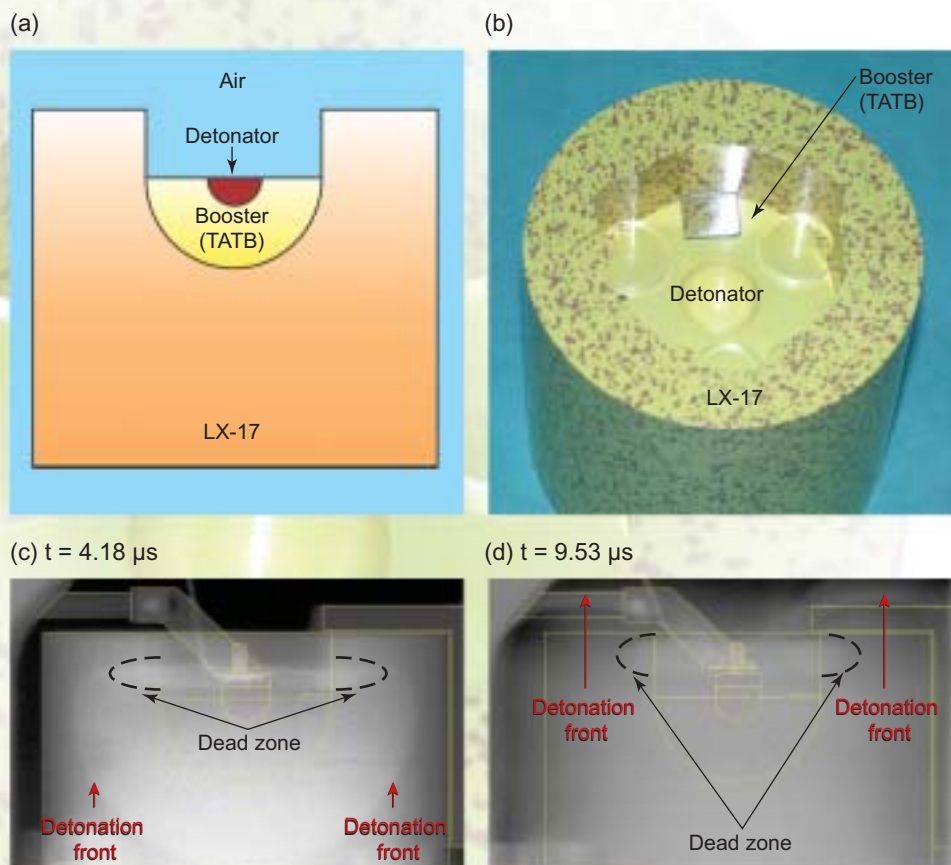 (a)
Air
Detonator
Booster
(TATB)
LX-17
(b)
Booster
(TATB)
Detonator
LX-17
(c) t = 4.18 µs
Dead zone
Detonation
front
Detonation
front
(d) t = 9.53 µs
Detonation
front
Detonation
front
Dead zone